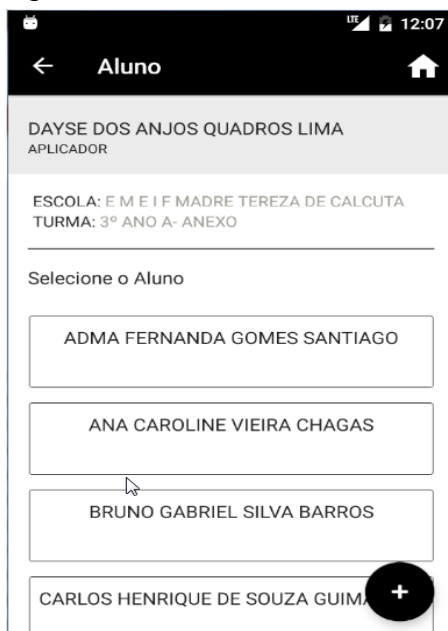 LTE 12:07
Aluno
DAYSE DOS ANJOS QUADROS LIMA
APLICADOR
ESCOLA: E M E I F MADRE TEREZA DE CALCUTA
TURMA: 3º ANO A- ANEXO
Selecione o Aluno
ADMA FERNANDA GOMES SANTIAGO
ANA CAROLINE VIEIRA CHAGAS
BRUNO GABRIEL SILVA BARROS
CARLOS HENRIQUE DE SOUZA
+